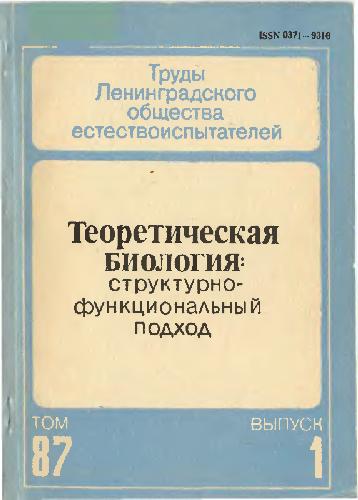 ISSN 0371-9316
Труды
Ленинградского
общества
естествоиспытателей
Теоретическая
биология:
структурно-
функциональный
подход
ТОМ ВЫПУСК
87 1